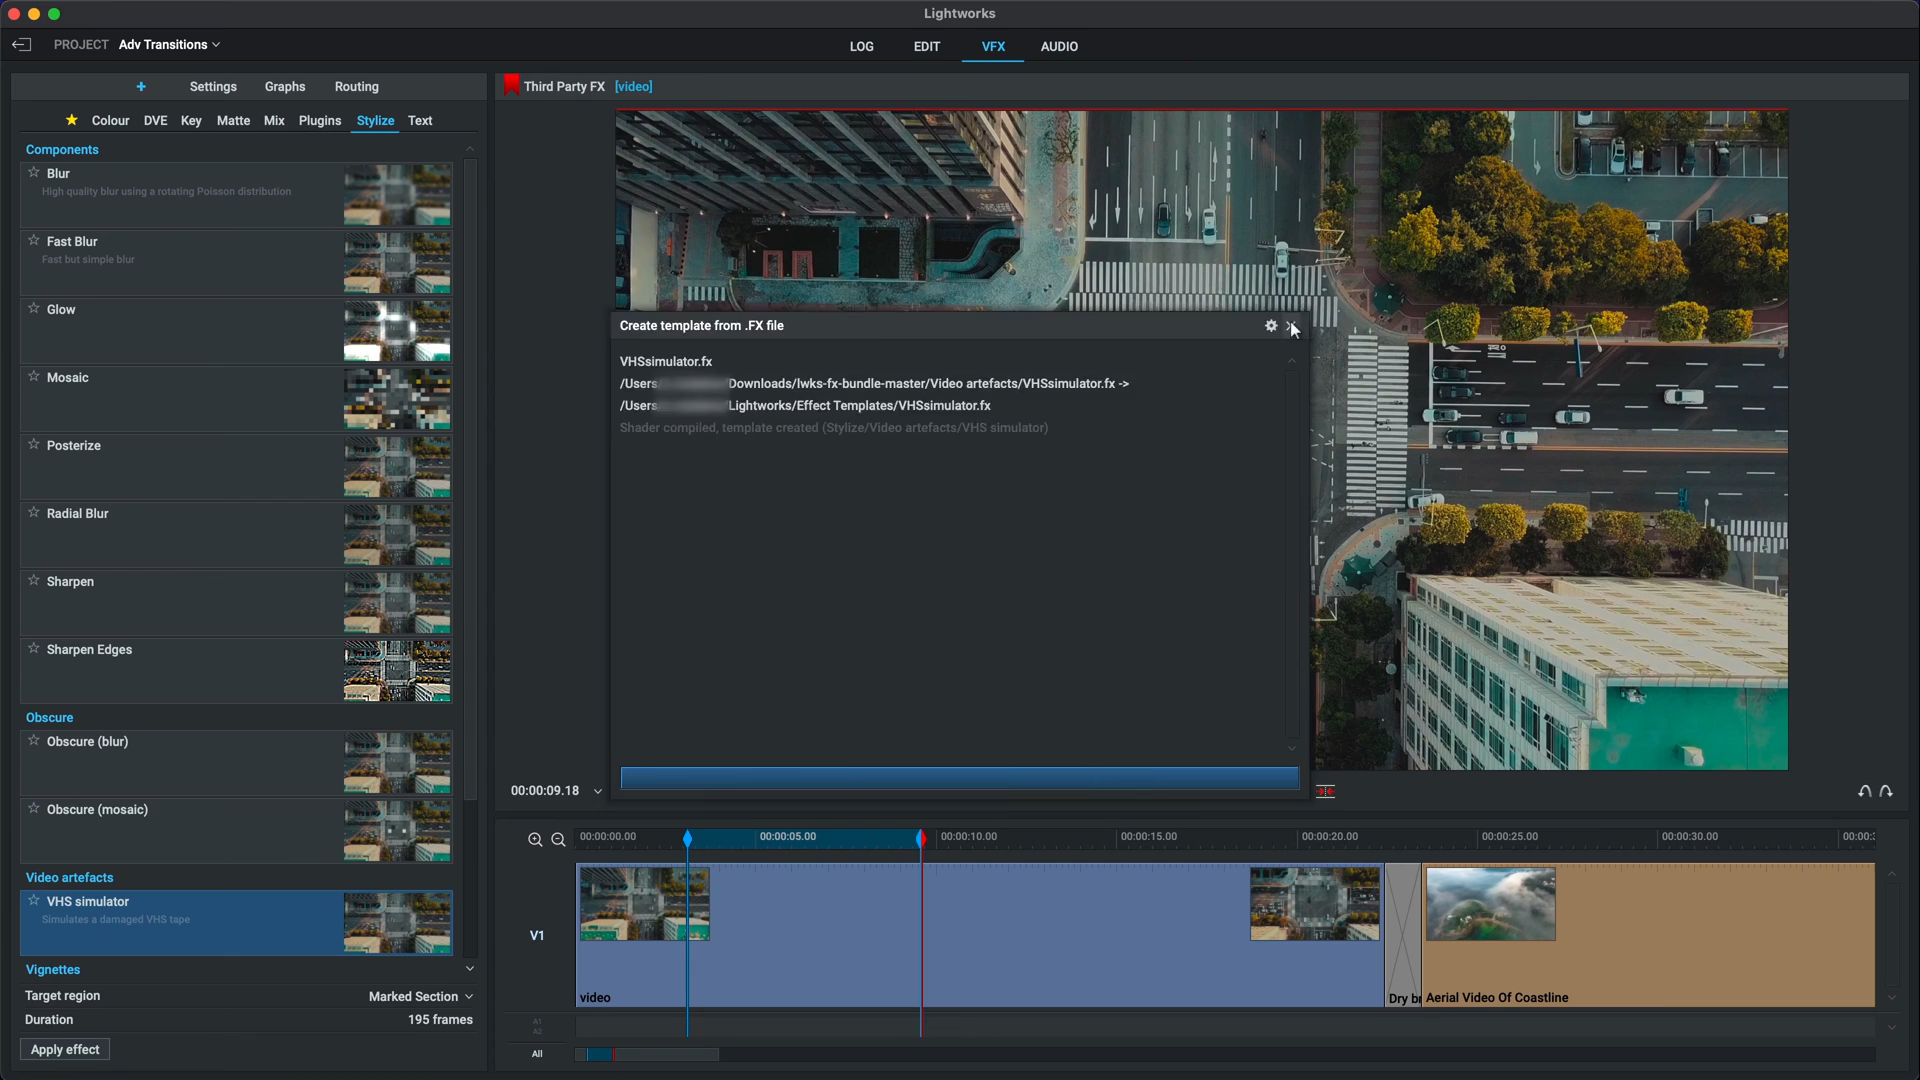 Lightworks
PROJECT Adv Transitions
LOG EDIT VFX AUDIO
+ Settings Graphs Routing
Third Party FX [video]
Colour DVE Key Matte Mix Plugins Stylize Text
Components
Blur
High quality blur using a rotating Poisson distribution
Fast Blur
Fast but simple blur
Glow
Mosaic
Posterize
Radial Blur
Sharpen
Sharpen Edges
Obscure
Obscure (blur)
Obscure (mosaic)
Video artefacts
VHS simulator
Simulates a damaged VHS tape
Vignettes
Target region Marked Section
Duration 195 frames
Apply effect
Create template from .FX file
VHSsimulator.fx
/Users/ Downloads/lwks-fx-bundle-master/Video artefacts/VHSsimulator.fx ->
/Users/ Lightworks/Effect Templates/VHSsimulator.fx
Shader compiled, template created (Stylize/Video artefacts/VHS simulator)
00:00:09.18
00:00:00.00 00:00:05.00 00:00:10.00 00:00:15.00 00:00:20.00 00:00:25.00 00:00:30.00 00:00:
V1
video Dry br Aerial Video Of Coastline
A1
A2
All